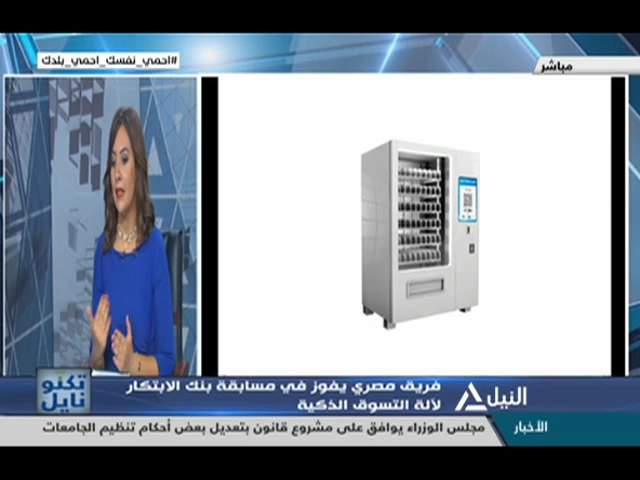 #احمي_نفسك_احمي_بلدك
مباشر
فريق مصري يفوز في مسابقة بنك الابتكار
لآلة التسوق الذكية
النيل
تكنو
نايل
الأخبار
مجلس الوزراء يوافق على مشروع قانون بتعديل بعض أحكام تنظيم الجامعات